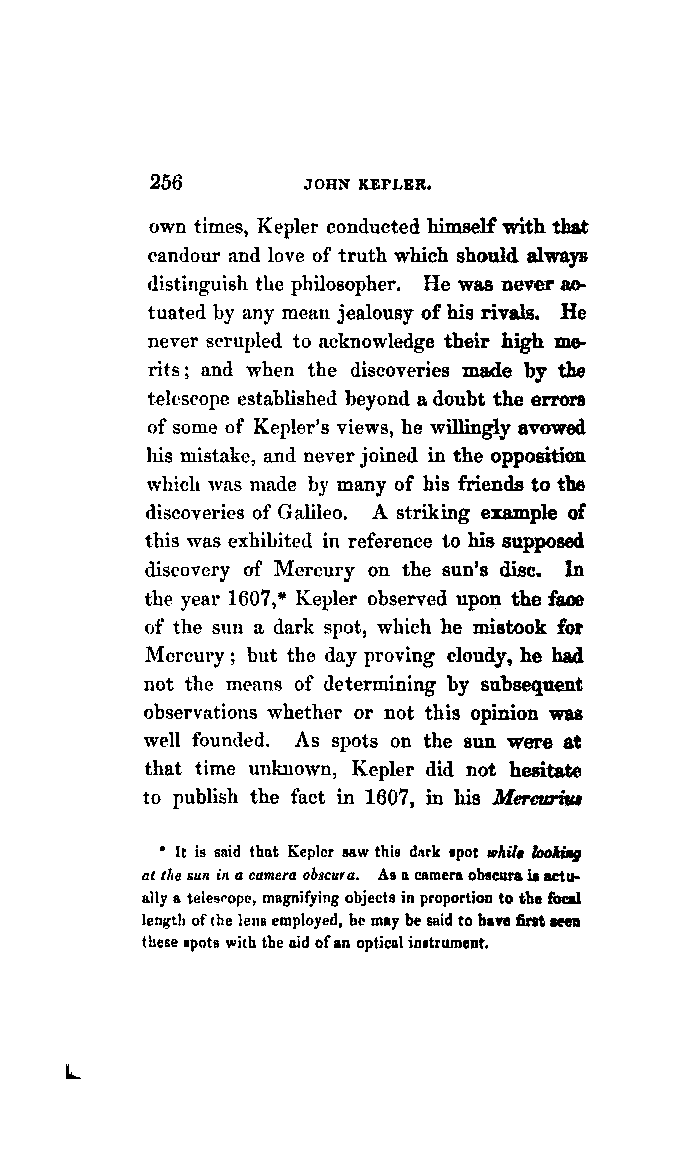 256 JOHN KEPLER.
own times, Kepler conducted himself with that
candour and love of truth which should always
distinguish the philosopher. He was never ac-
tuated by any mean jealousy of his rivals. He
never scrupled to acknowledge their high me-
rits; and when the discoveries made by the
telescope established beyond a doubt the errors
of some of Kepler's views, he willingly avowed
his mistake, and never joined in the opposition
which was made by many of his friends to the
discoveries of Galileo. A striking example of
this was exhibited in reference to his supposed
discovery of Mercury on the sun's disc. In
the year 1607,* Kepler observed upon the face
of the sun a dark spot, which he mistook for
Mercury; but the day proving cloudy, he had
not the means of determining by subsequent
observations whether or not this opinion was
well founded. As spots on the sun were at
that time unknown, Kepler did not hesitate
to publish the fact in 1607, in his Mercurius
* It is said that Kepler saw this dark spot while looking
at the sun in a camera obscura. As a camera obscura is actu-
ally a telescope, magnifying objects in proportion to the focal
length of the lens employed, he may be said to have first seen
these spots with the aid of an optical instrument.